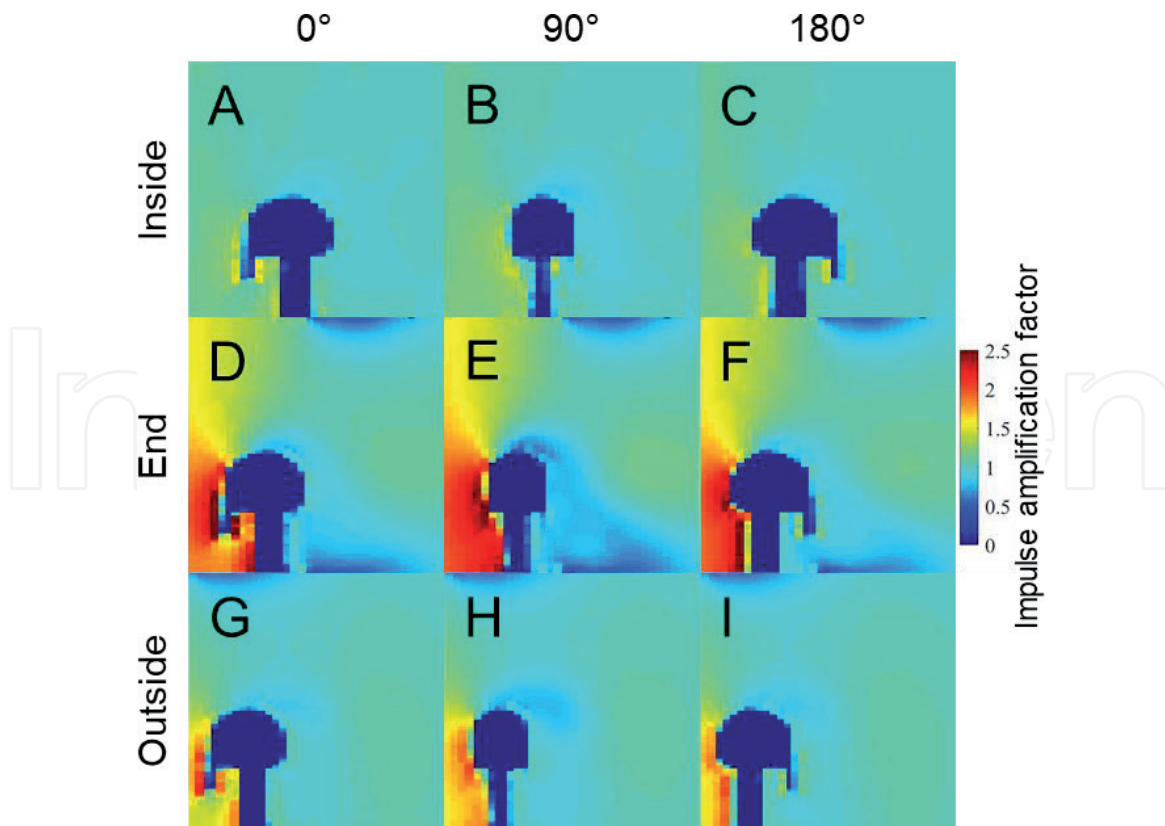 0° 90° 180°
Inside
A B C
End
D E F
Outside
G H I
2.5
2
1.5
1
0.5
0
Impulse amplification factor